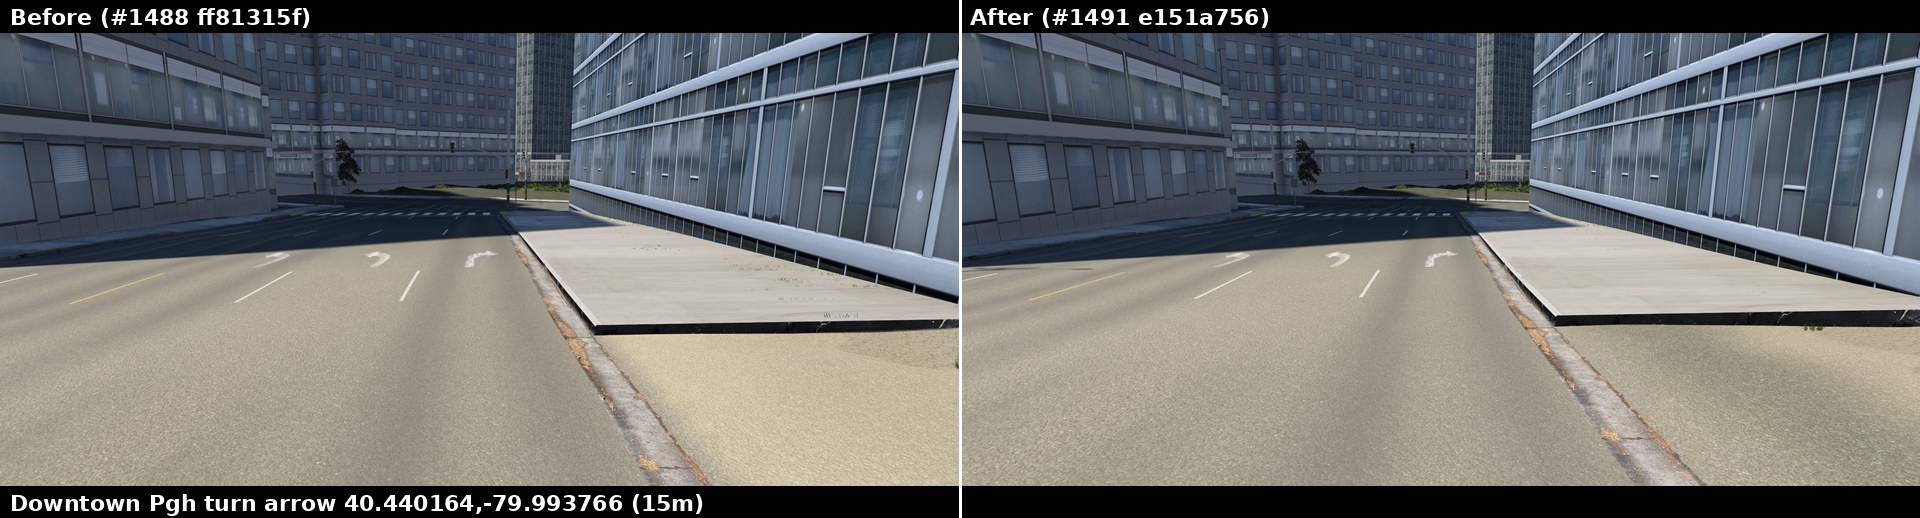 Before (#1488 ff81315f)
After (#1491 e151a756)
Downtown Pgh turn arrow 40.440164,-79.993766 (15m)